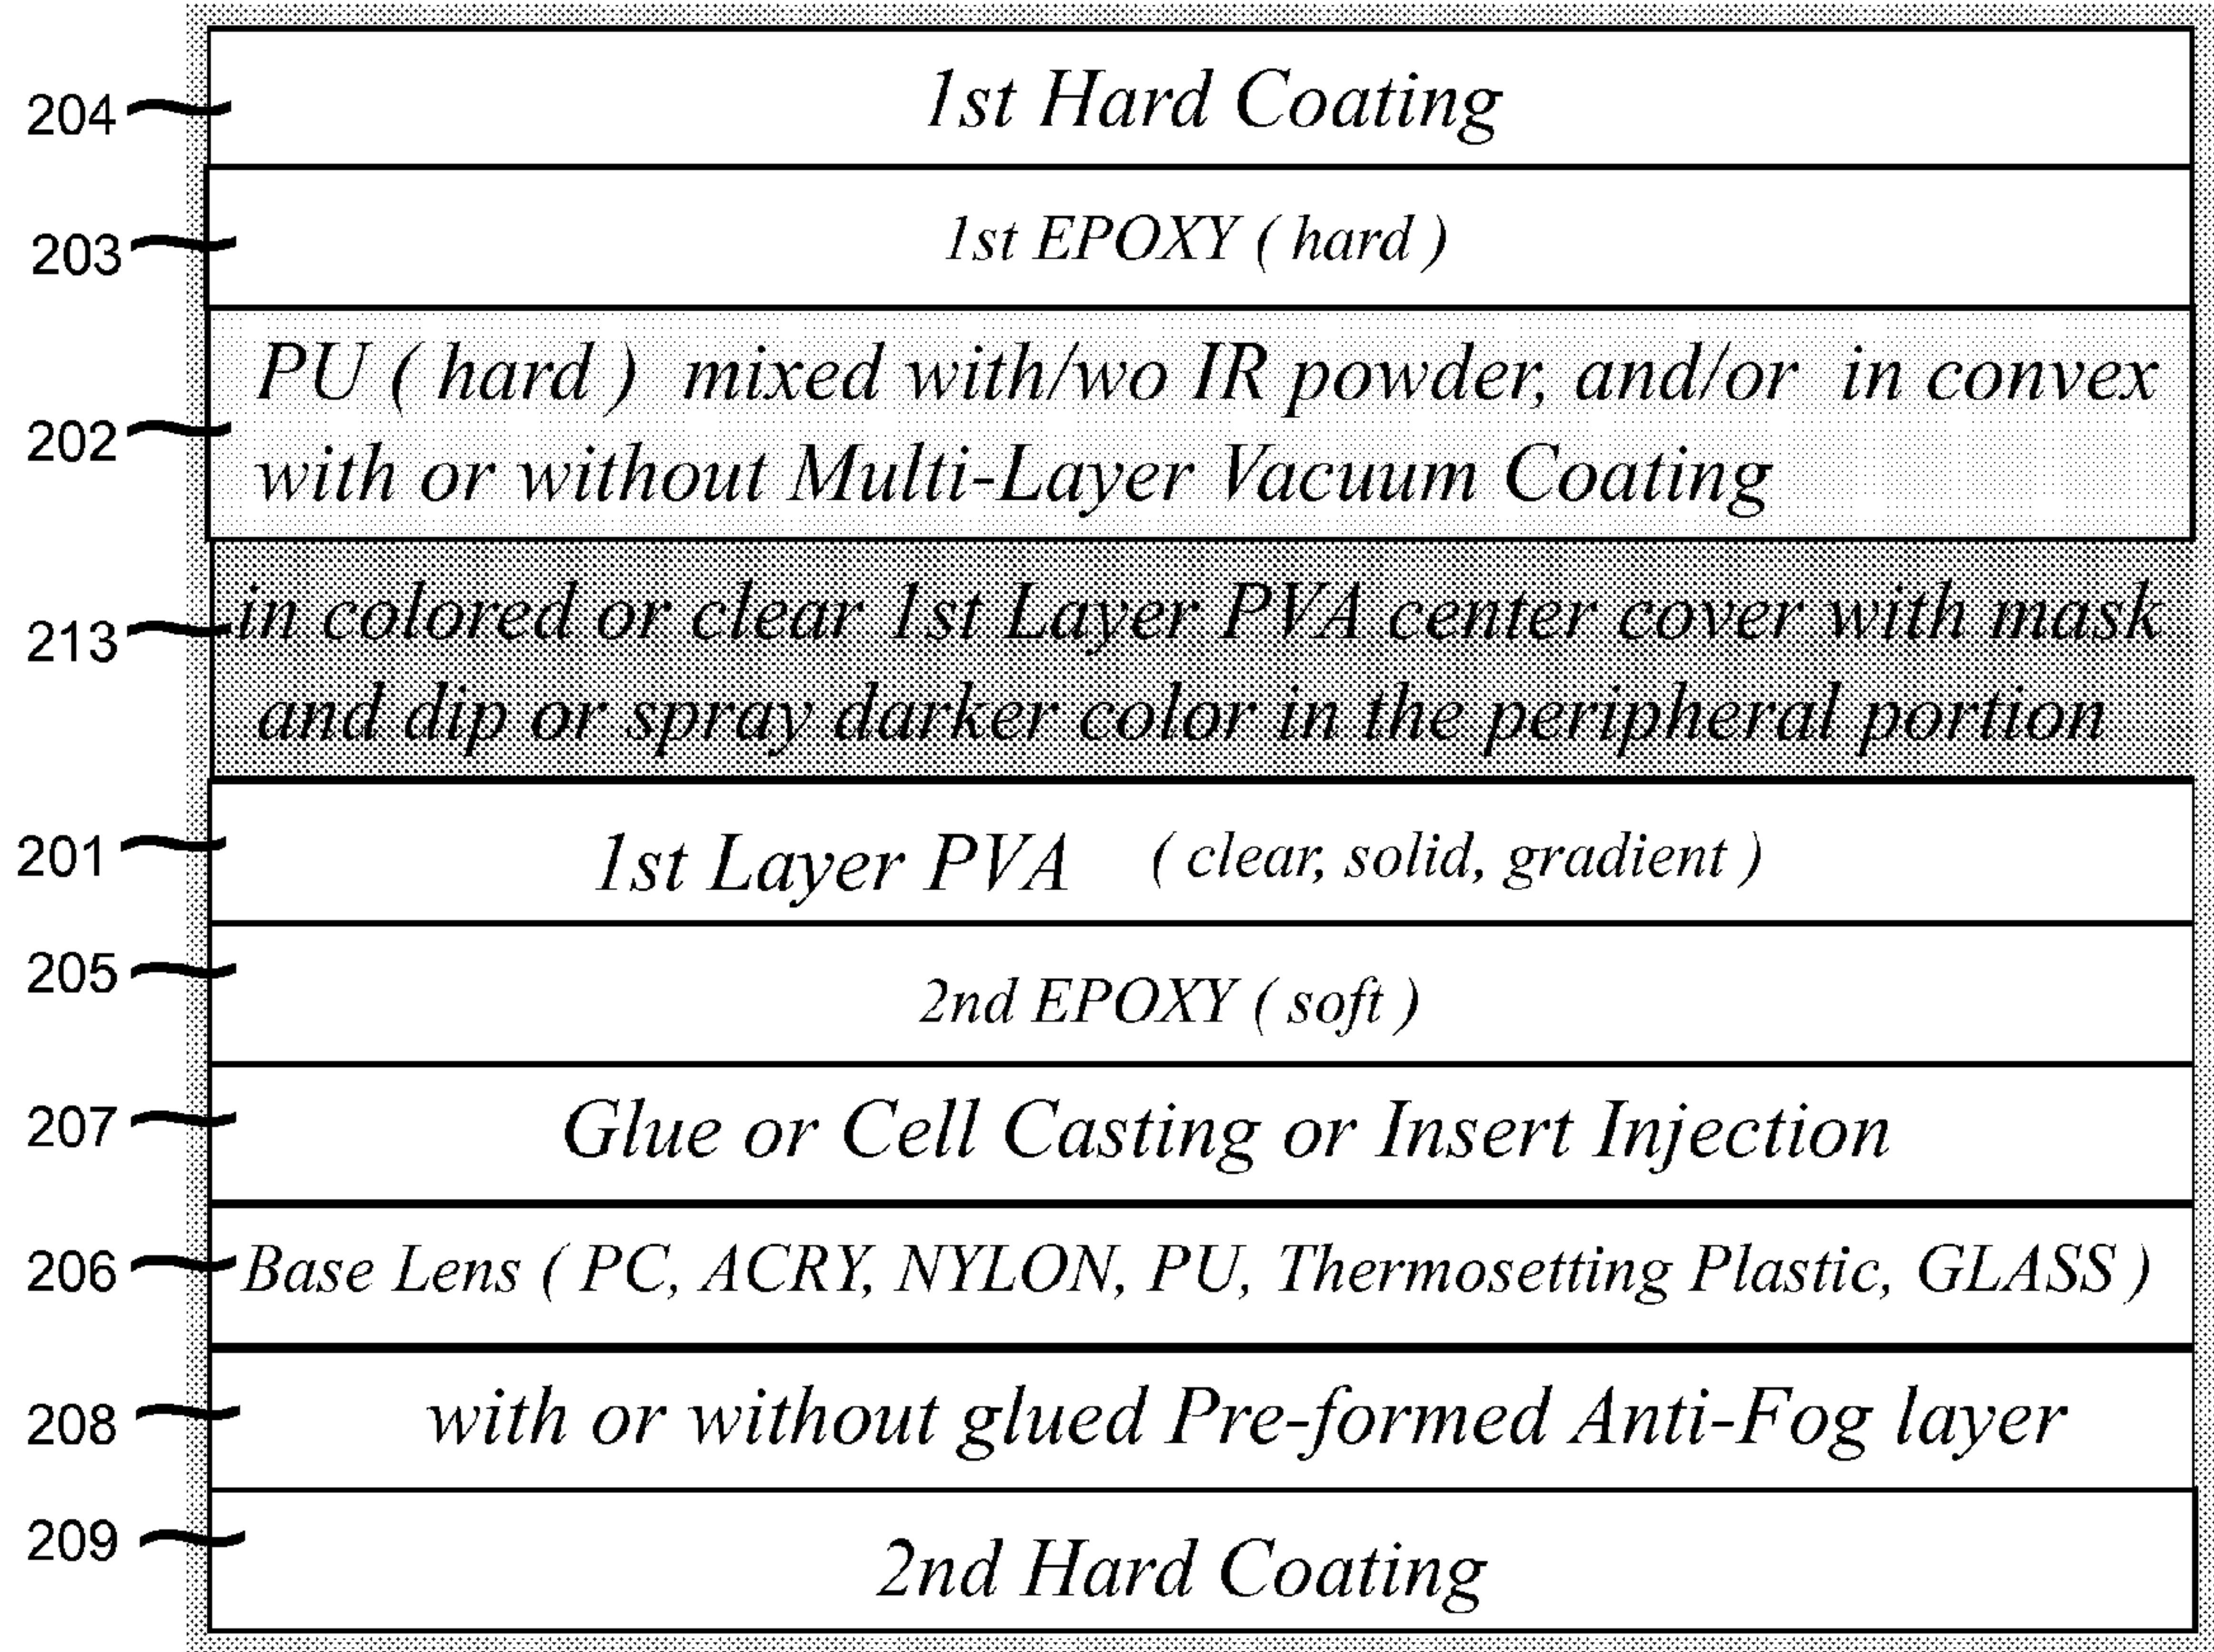 204
1st Hard Coating
203
1st EPOXY ( hard )
202
PU ( hard ) mixed with/wo IR powder, and/or in convex
with or without Multi-Layer Vacuum Coating
213
in colored or clear 1st Layer PVA center cover with mask
and dip or spray darker color in the peripheral portion
201
1st Layer PVA ( clear, solid, gradient )
205
2nd EPOXY ( soft )
207
Glue or Cell Casting or Insert Injection
206
Base Lens ( PC, ACRY, NYLON, PU, Thermosetting Plastic, GLASS )
208
with or without glued Pre-formed Anti-Fog layer
209
2nd Hard Coating